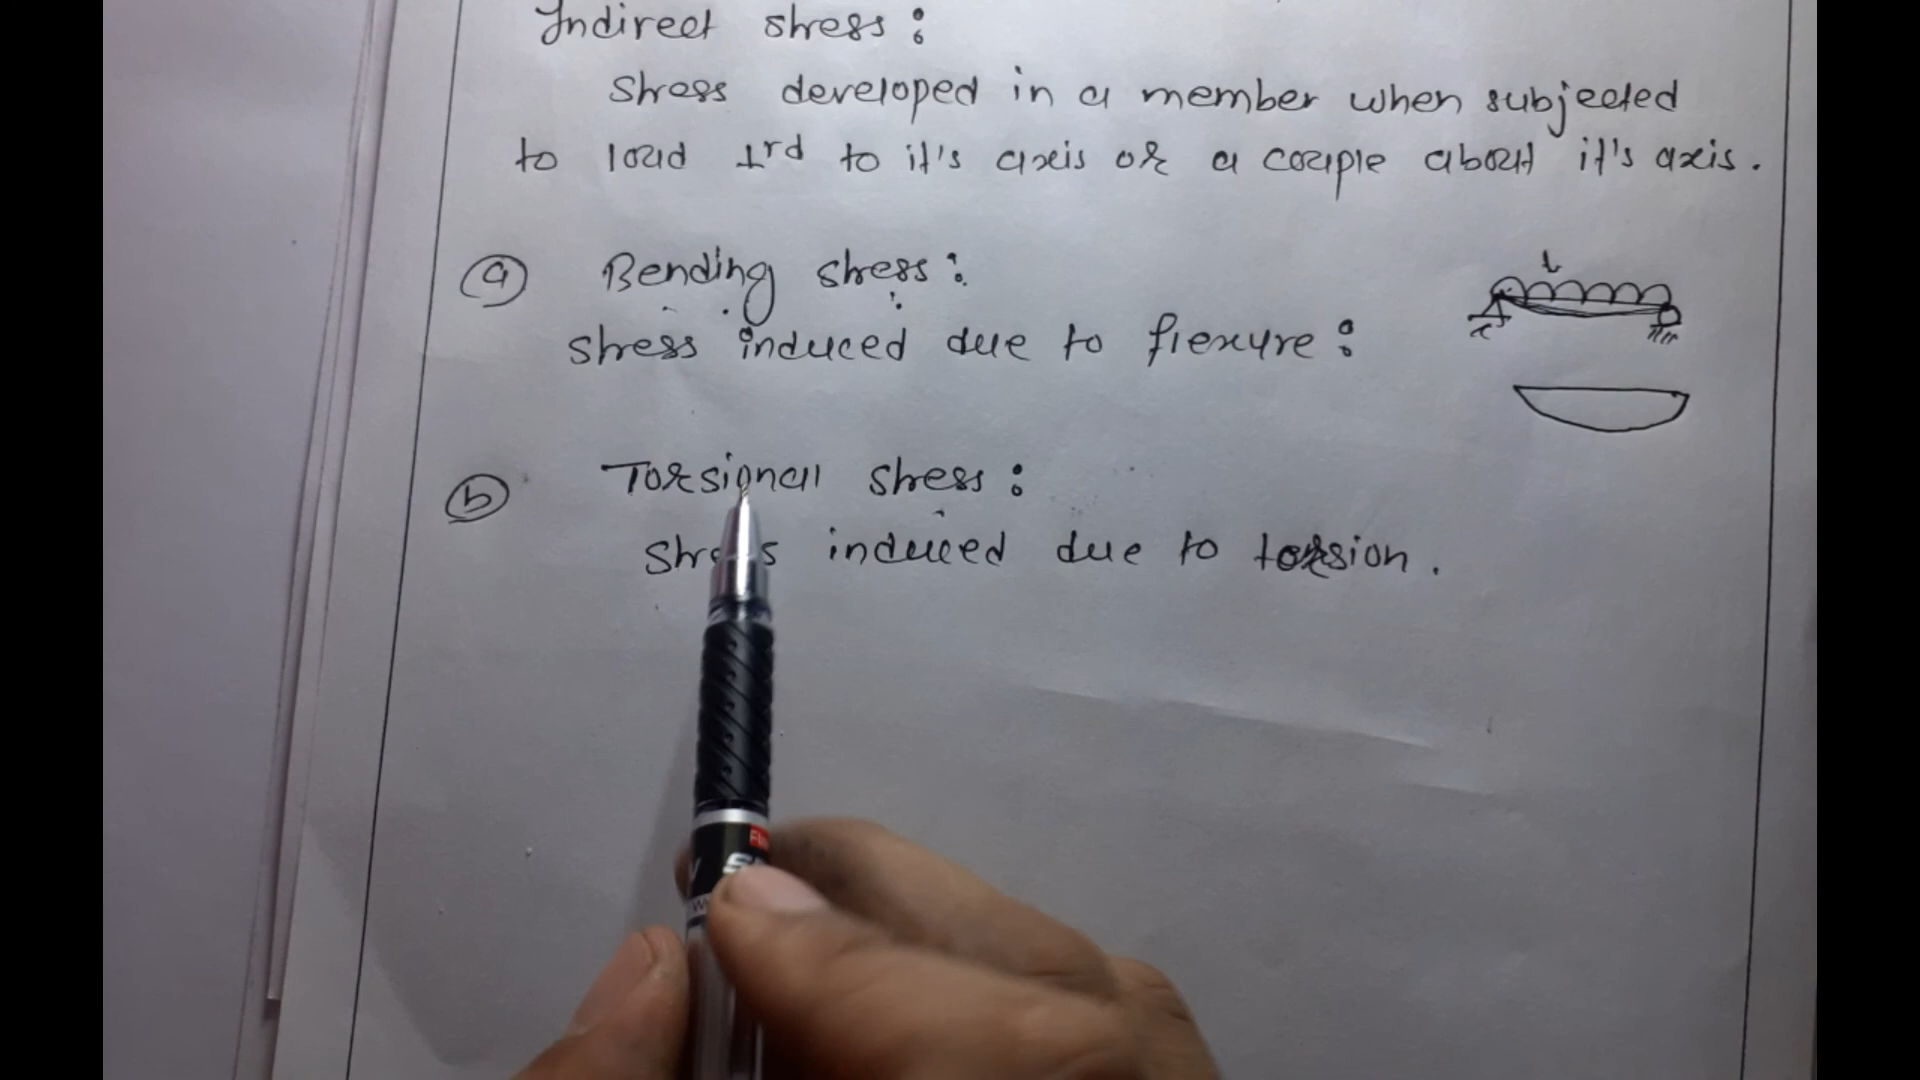 Indirect stress:
Stress developed in a member when subjected
to load ⊥rd to it's axis or a couple about it's axis.
(a) Bending stress:
stress induced due to flexure:
(b) Torsional stress:
Stress induced due to torsion.